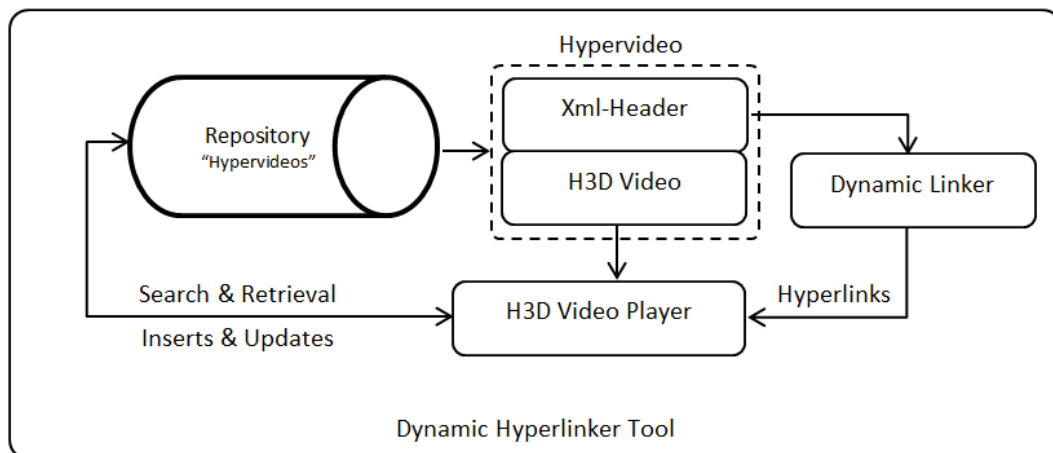 Hypervideo
Repository
“Hypervideos”
Xml-Header
H3D Video
Dynamic Linker
Search & Retrieval
Inserts & Updates
H3D Video Player
Hyperlinks
Dynamic Hyperlinker Tool